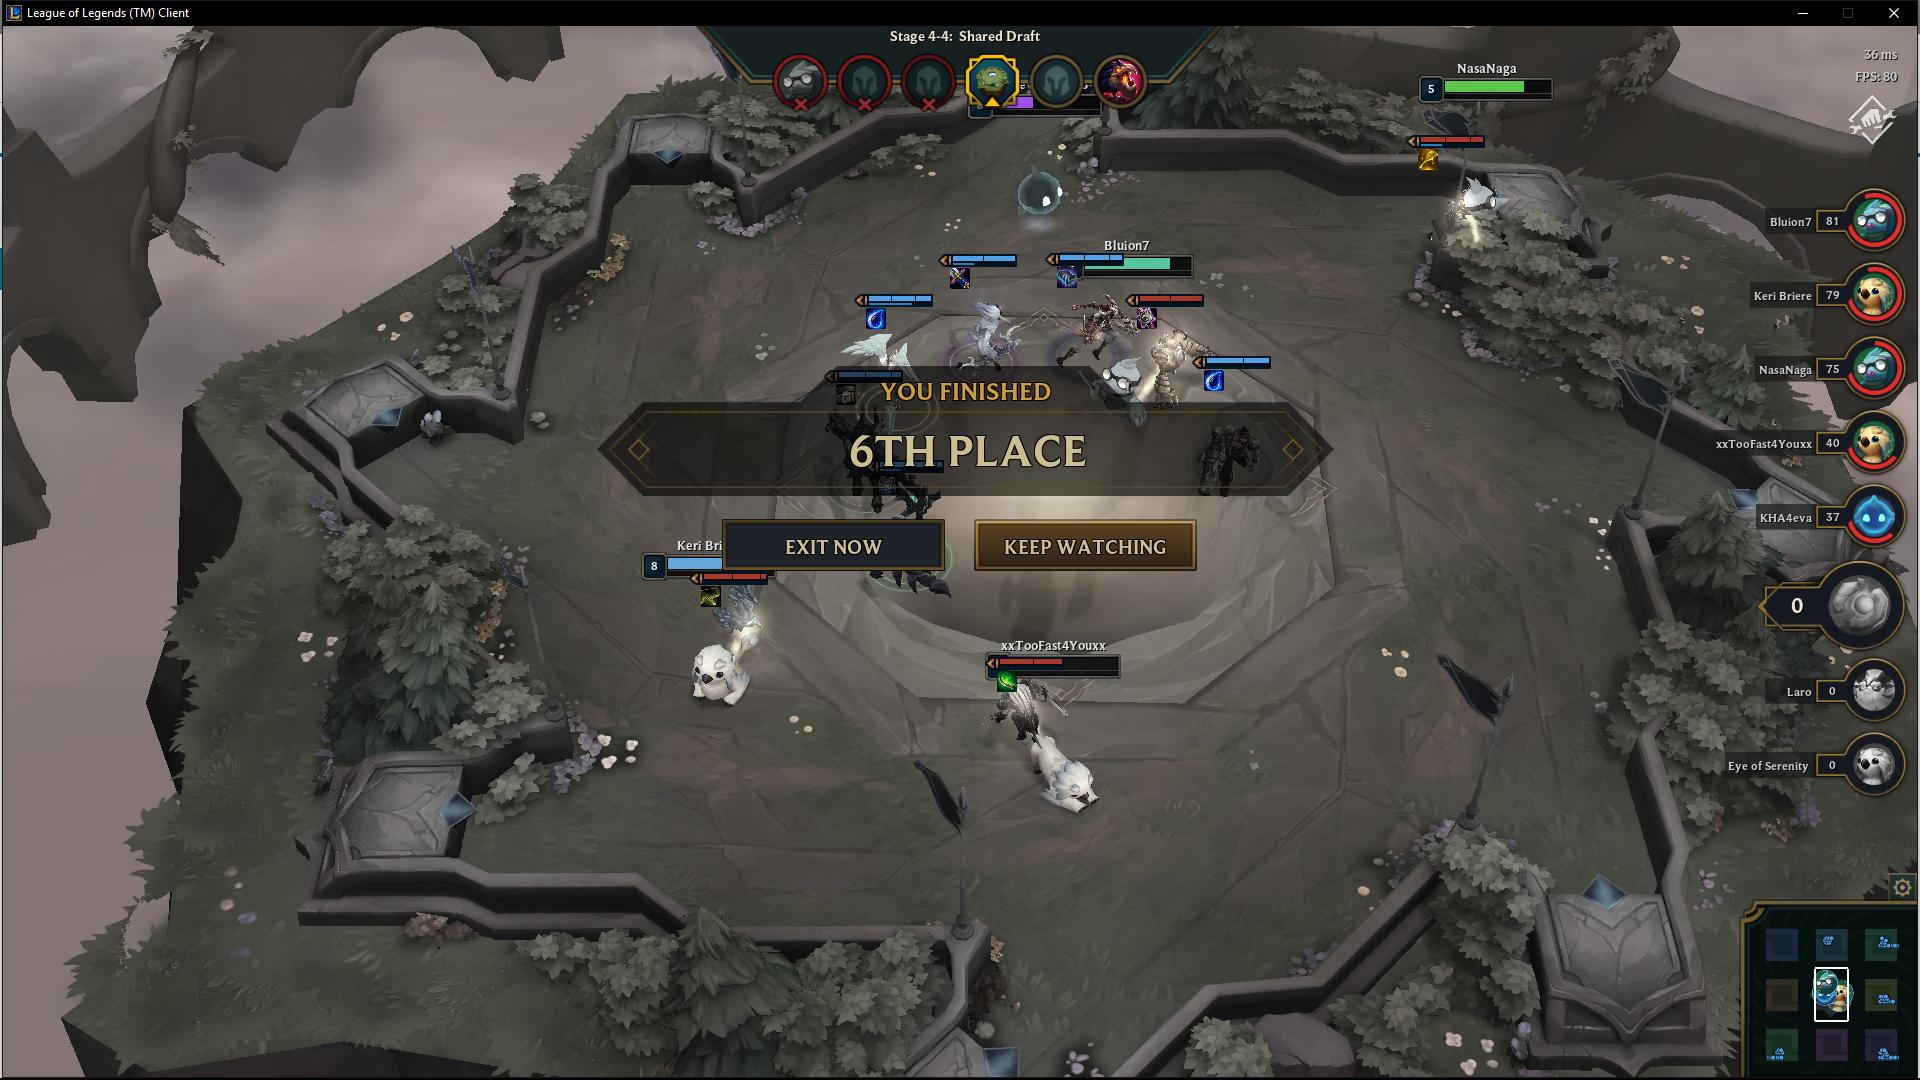 League of Legends (TM) Client
Stage 4-4: Shared Draft
36 ms
FPS: 80
NasaNaga
5
Bluion7
Bluion7 81
Keri Briere 79
NasaNaga 75
xxTooFast4Youxx 40
KHA4eva 37
0
Laro 0
Eye of Serenity 0
YOU FINISHED
6TH PLACE
EXIT NOW
KEEP WATCHING
Keri Bri
8
xxTooFast4Youxx